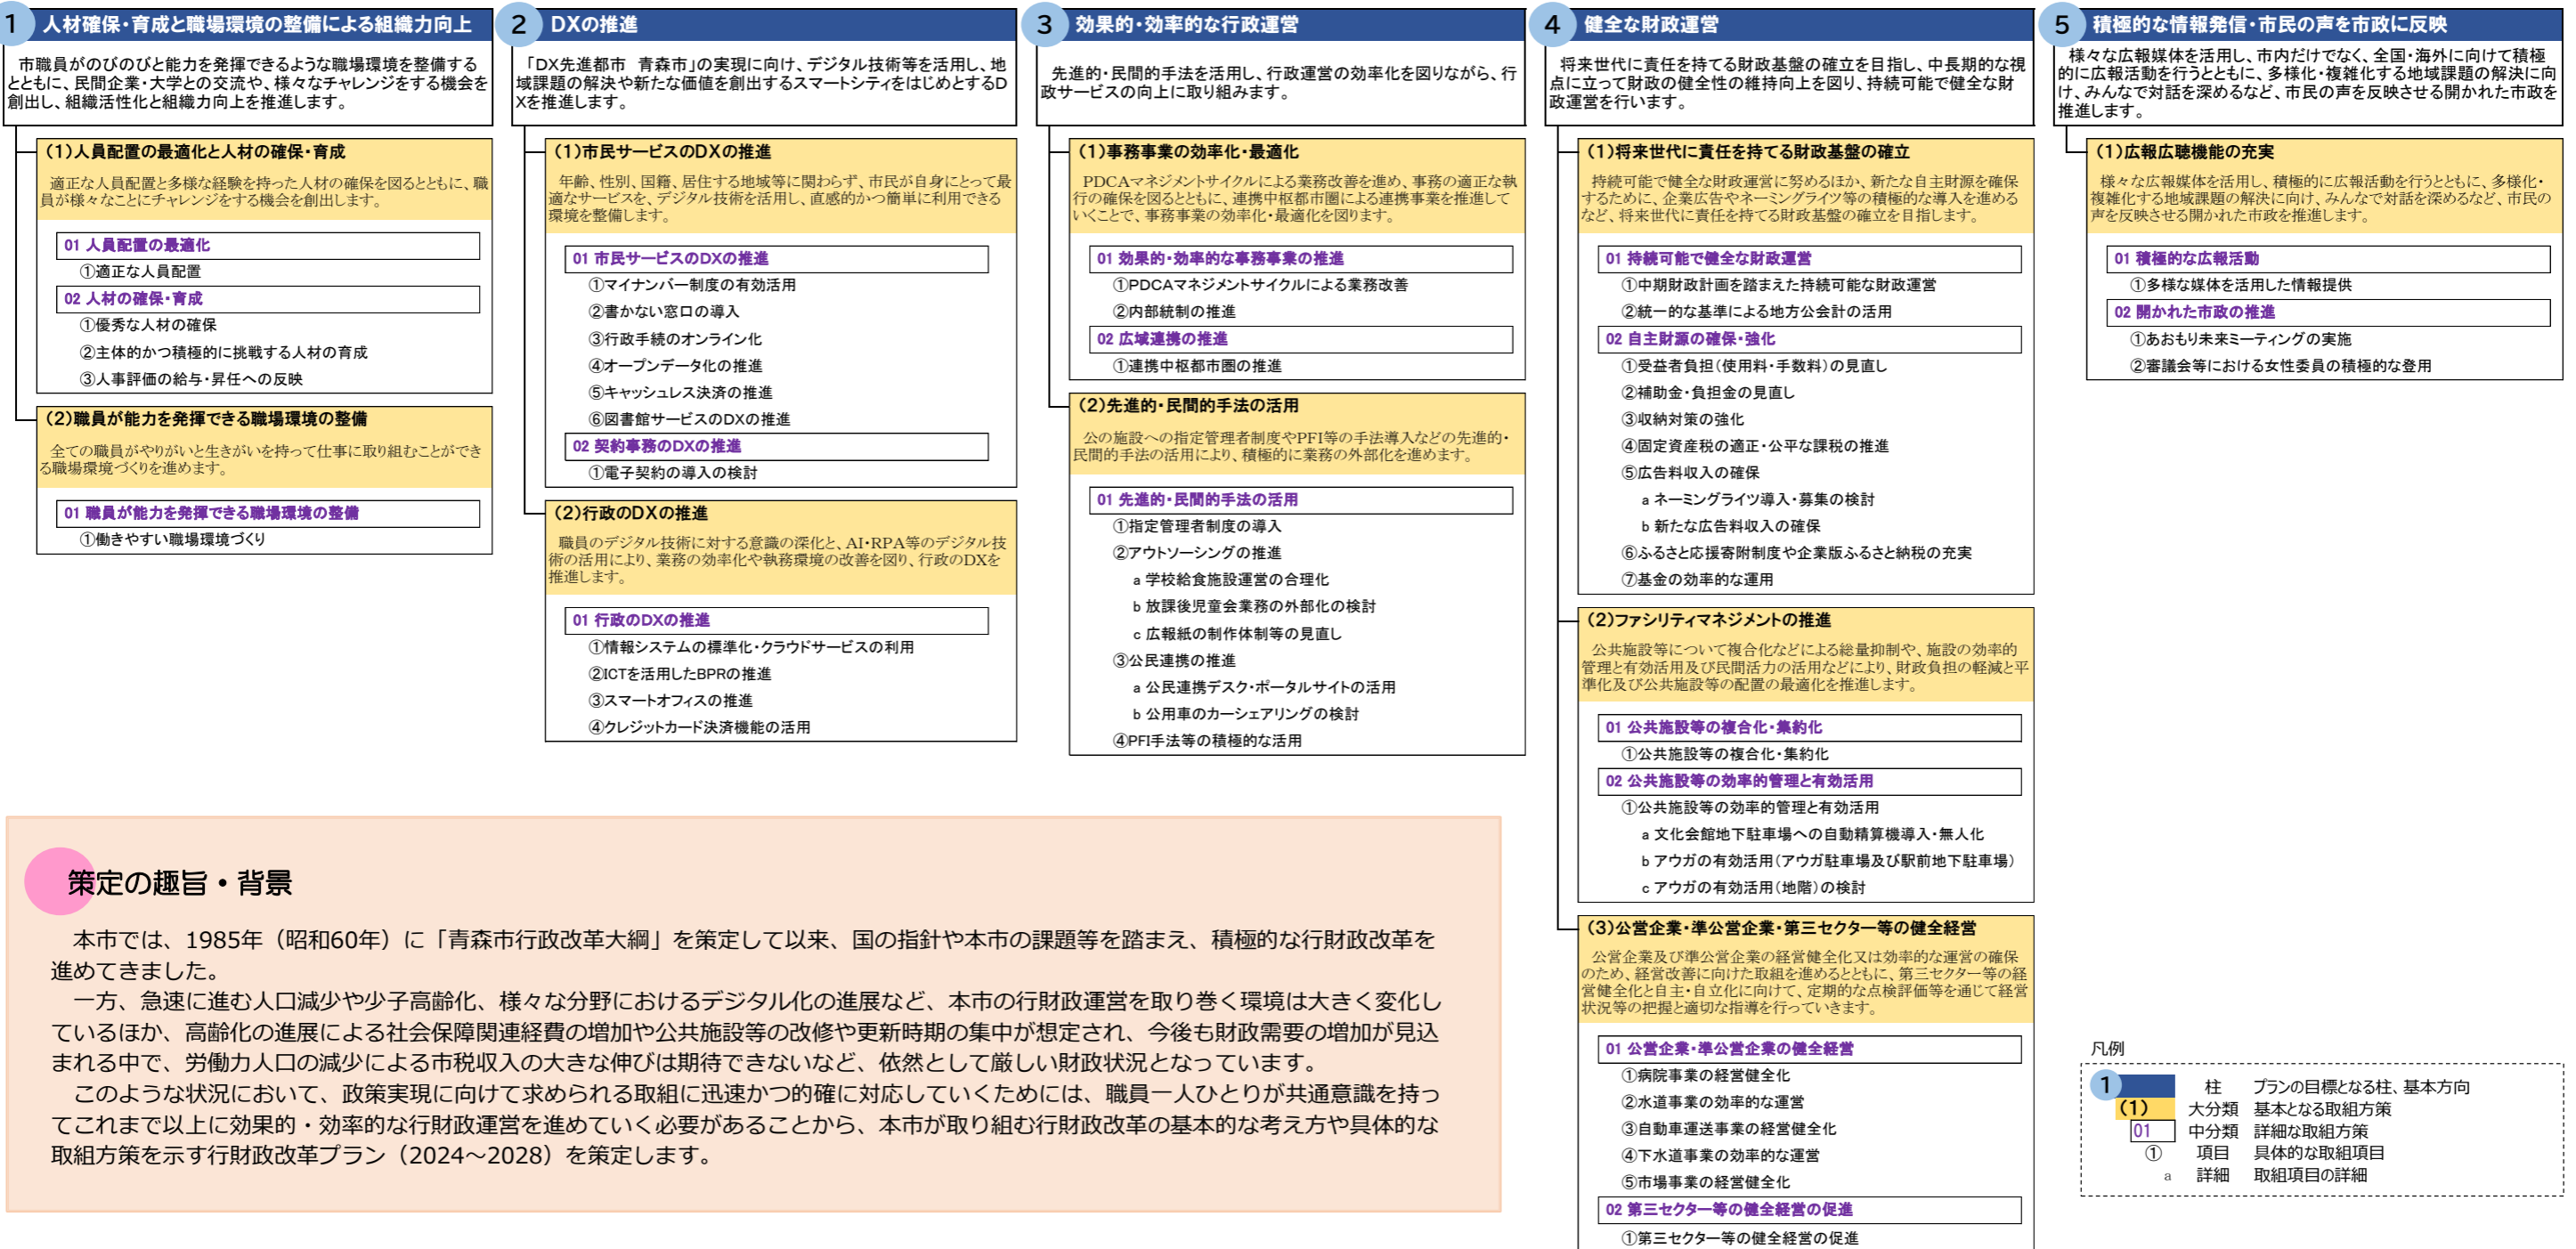 1 人材確保・育成と職場環境の整備による組織力向上
市職員がのびのびと能力を発揮できるような職場環境を整備する
とともに、民間企業・大学との交流や、様々なチャレンジをする機会を
創出し、組織活性化と組織力向上を推進します。
(1)人員配置の最適化と人材の確保・育成
適正な人員配置と多様な経験を持った人材の確保を図るとともに、職
員が様々なことにチャレンジをする機会を創出します。
01 人員配置の最適化
①適正な人員配置
02 人材の確保・育成
①優秀な人材の確保
②主体的かつ積極的に挑戦する人材の育成
③人事評価の給与・昇任への反映
(2)職員が能力を発揮できる職場環境の整備
全ての職員がやりがいと生きがいを持って仕事に取り組むことができ
る職場環境づくりを進めます。
01 職員が能力を発揮できる職場環境の整備
①働きやすい職場環境づくり
2 DXの推進
「DX先進都市　青森市」の実現に向け、デジタル技術等を活用し、地
域課題の解決や新たな価値を創出するスマートシティをはじめとするD
Xを推進します。
(1)市民サービスのDXの推進
年齢、性別、国籍、居住する地域等に関わらず、市民が自身にとって最
適なサービスを、デジタル技術を活用し、直感的かつ簡単に利用できる
環境を整備します。
01 市民サービスのDXの推進
①マイナンバー制度の有効活用
②書かない窓口の導入
③行政手続のオンライン化
④オープンデータ化の推進
⑤キャッシュレス決済の推進
⑥図書館サービスのDXの推進
02 契約事務のDXの推進
①電子契約の導入の検討
(2)行政のDXの推進
職員のデジタル技術に対する意識の深化と、AI・RPA等のデジタル技
術の活用により、業務の効率化や執務環境の改善を図り、行政のDXを
推進します。
01 行政のDXの推進
①情報システムの標準化・クラウドサービスの利用
②ICTを活用したBPRの推進
③スマートオフィスの推進
④クレジットカード決済機能の活用
3 効果的・効率的な行政運営
先進的・民間的手法を活用し、行政運営の効率化を図りながら、行
政サービスの向上に取り組みます。
(1)事務事業の効率化・最適化
PDCAマネジメントサイクルによる業務改善を進め、事務の適正な執
行の確保を図るとともに、連携中枢都市圏による連携事業を推進して
いくことで、事務事業の効率化・最適化を図ります。
01 効果的・効率的な事務事業の推進
①PDCAマネジメントサイクルによる業務改善
②内部統制の推進
02 広域連携の推進
①連携中枢都市圏の推進
(2)先進的・民間的手法の活用
公の施設への指定管理者制度やPFI等の手法導入などの先進的・
民間的手法の活用により、積極的に業務の外部化を進めます。
01 先進的・民間的手法の活用
①指定管理者制度の導入
②アウトソーシングの推進
a 学校給食施設運営の合理化
b 放課後児童会業務の外部化の検討
c 広報紙の制作体制等の見直し
③公民連携の推進
a 公民連携デスク・ポータルサイトの活用
b 公用車のカーシェアリングの検討
④PFI手法等の積極的な活用
4 健全な財政運営
将来世代に責任を持てる財政基盤の確立を目指し、中長期的な視
点に立って財政の健全性の維持向上を図り、持続可能で健全な財
政運営を行います。
(1)将来世代に責任を持てる財政基盤の確立
持続可能で健全な財政運営に努めるほか、新たな自主財源を確保
するために、企業広告やネーミングライツ等の積極的な導入を進める
など、将来世代に責任を持てる財政基盤の確立を目指します。
01 持続可能で健全な財政運営
①中期財政計画を踏まえた持続可能な財政運営
②統一的な基準による地方公会計の活用
02 自主財源の確保・強化
①受益者負担(使用料・手数料)の見直し
②補助金・負担金の見直し
③収納対策の強化
④固定資産税の適正・公平な課税の推進
⑤広告料収入の確保
a ネーミングライツ導入・募集の検討
b 新たな広告料収入の確保
⑥ふるさと応援寄附制度や企業版ふるさと納税の充実
⑦基金の効率的な運用
(2)ファシリティマネジメントの推進
公共施設等について複合化などによる総量抑制や、施設の効率的
管理と有効活用及び民間活力の活用などにより、財政負担の軽減と平
準化及び公共施設等の配置の最適化を推進します。
01 公共施設等の複合化・集約化
①公共施設等の複合化・集約化
02 公共施設等の効率的管理と有効活用
①公共施設等の効率的管理と有効活用
a 文化会館地下駐車場への自動精算機導入・無人化
b アウガの有効活用(アウガ駐車場及び駅前地下駐車場)
c アウガの有効活用(地階)の検討
(3)公営企業・準公営企業・第三セクター等の健全経営
公営企業及び準公営企業の経営健全化又は効率的な運営の確保
のため、経営改善に向けた取組を進めるとともに、第三セクター等の経
営健全化と自主・自立化に向けて、定期的な点検評価等を通じて経営
状況等の把握と適切な指導を行っていきます。
01 公営企業・準公営企業の健全経営
①病院事業の経営健全化
②水道事業の効率的な運営
③自動車運送事業の経営健全化
④下水道事業の効率的な運営
⑤市場事業の経営健全化
02 第三セクター等の健全経営の促進
①第三セクター等の健全経営の促進
5 積極的な情報発信・市民の声を市政に反映
様々な広報媒体を活用し、市内だけでなく、全国・海外に向けて積極
的に広報活動を行うとともに、多様化・複雑化する地域課題の解決に向
け、みんなで対話を深めるなど、市民の声を反映させる開かれた市政を
推進します。
(1)広報広聴機能の充実
様々な広報媒体を活用し、積極的に広報活動を行うとともに、多様化・
複雑化する地域課題の解決に向け、みんなで対話を深めるなど、市民の
声を反映させる開かれた市政を推進します。
01 積極的な広報活動
①多様な媒体を活用した情報提供
02 開かれた市政の推進
①あおもり未来ミーティングの実施
②審議会等における女性委員の積極的な登用
策定の趣旨・背景
本市では、1985年（昭和60年）に「青森市行政改革大綱」を策定して以来、国の指針や本市の課題等を踏まえ、積極的な行財政改革を
進めてきました。
一方、急速に進む人口減少や少子高齢化、様々な分野におけるデジタル化の進展など、本市の行財政運営を取り巻く環境は大きく変化し
ているほか、高齢化の進展による社会保障関連経費の増加や公共施設等の改修や更新時期の集中が想定され、今後も財政需要の増加が見込
まれる中で、労働力人口の減少による市税収入の大きな伸びは期待できないなど、依然として厳しい財政状況となっています。
このような状況において、政策実現に向けて求められる取組に迅速かつ的確に対応していくためには、職員一人ひとりが共通意識を持っ
てこれまで以上に効果的・効率的な行財政運営を進めていく必要があることから、本市が取り組む行財政改革の基本的な考え方や具体的な
取組方策を示す行財政改革プラン（2024～2028）を策定します。
凡例
1 柱 プランの目標となる柱、基本方向
(1) 大分類 基本となる取組方策
01 中分類 詳細な取組方策
① 項目 具体的な取組項目
a 詳細 取組項目の詳細